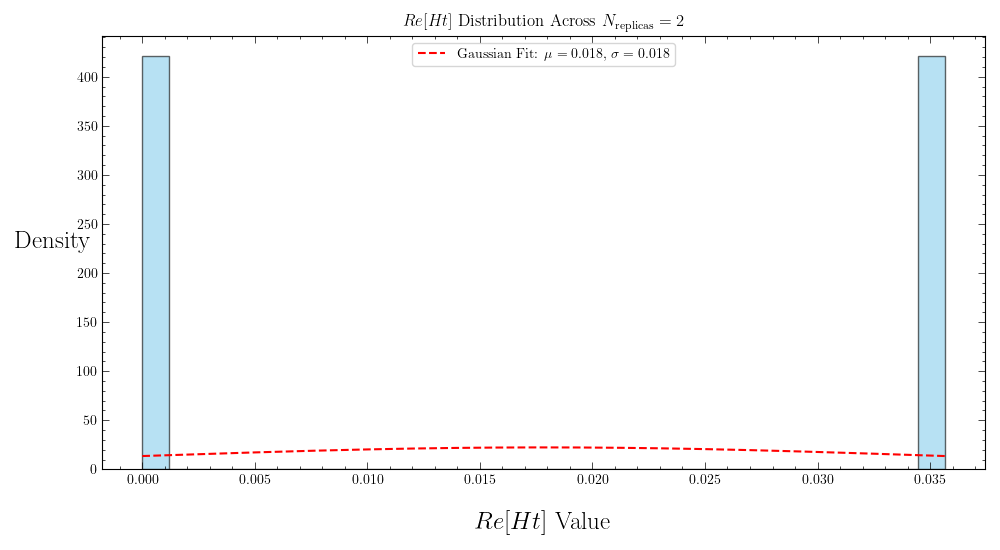 Re[Ht] Distribution Across N_replicas = 2
Gaussian Fit: μ = 0.018, σ = 0.018
400
350
300
250
Density
200
150
100
50
0
0.000 0.005 0.010 0.015 0.020 0.025 0.030 0.035
Re[Ht] Value